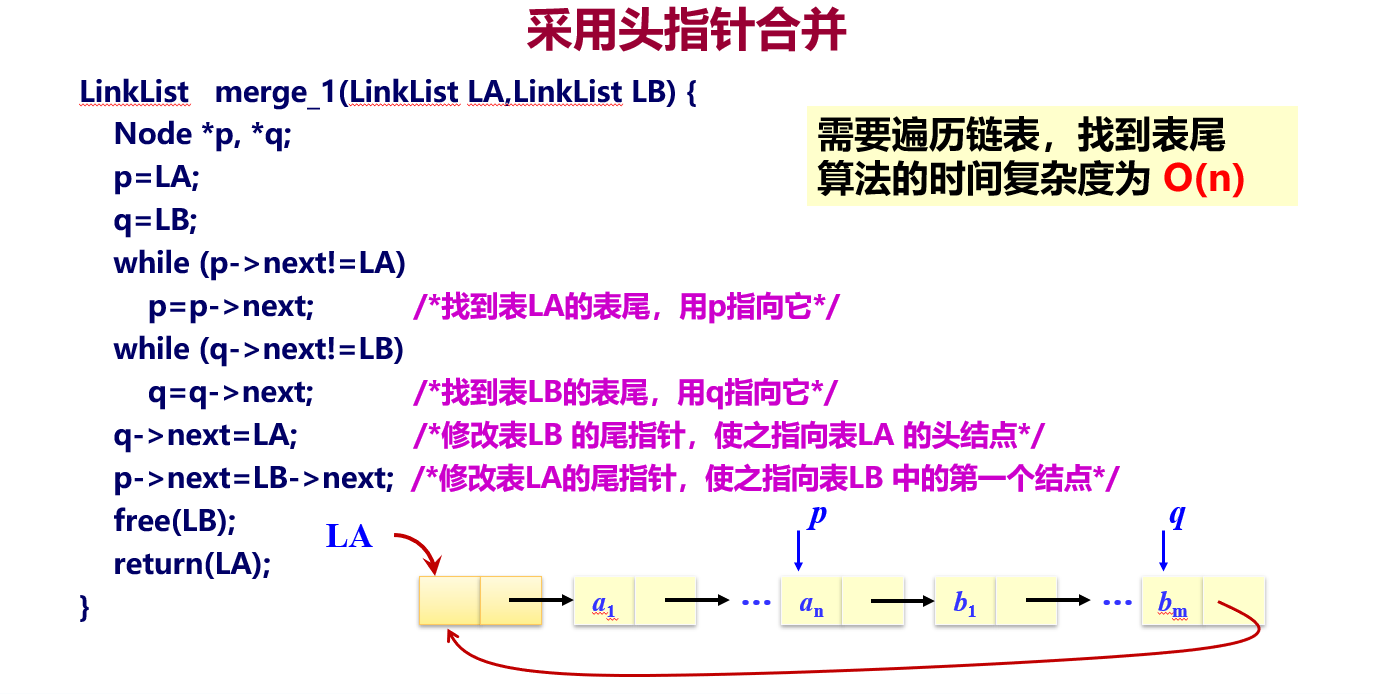 采用头指针合并
LinkList merge_1(LinkList LA,LinkList LB) {
Node *p, *q;
p=LA;
q=LB;
while (p->next!=LA)
p=p->next; /*找到表LA的表尾，用p指向它*/
while (q->next!=LB)
q=q->next; /*找到表LB的表尾，用q指向它*/
q->next=LA; /*修改表LB 的尾指针，使之指向表LA 的头结点*/
p->next=LB->next; /*修改表LA的尾指针，使之指向表LB 中的第一个结点*/
free(LB);
return(LA);
}
需要遍历链表，找到表尾
算法的时间复杂度为 O(n)
LA
p
q
a1 … an b1 … bm